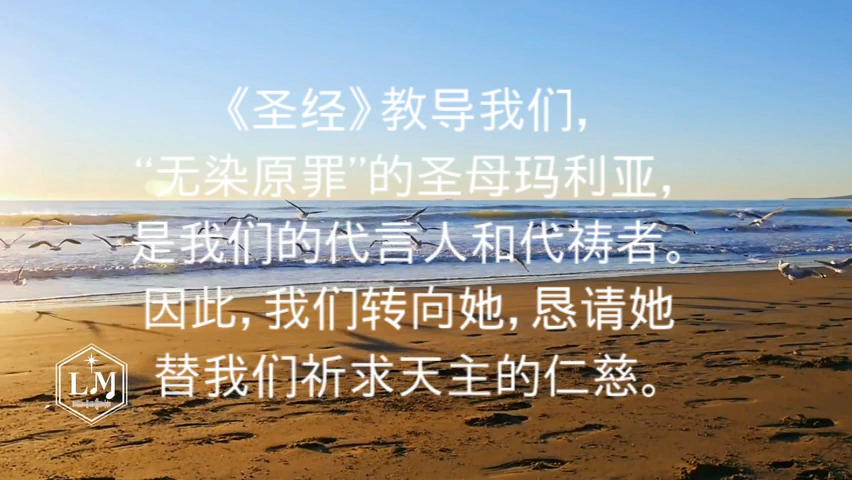 《圣经》教导我们，
“无染原罪”的圣母玛利亚，
是我们的代言人和代祷者。
因此，我们转向她，恳请她
替我们祈求天主的仁慈。
LM